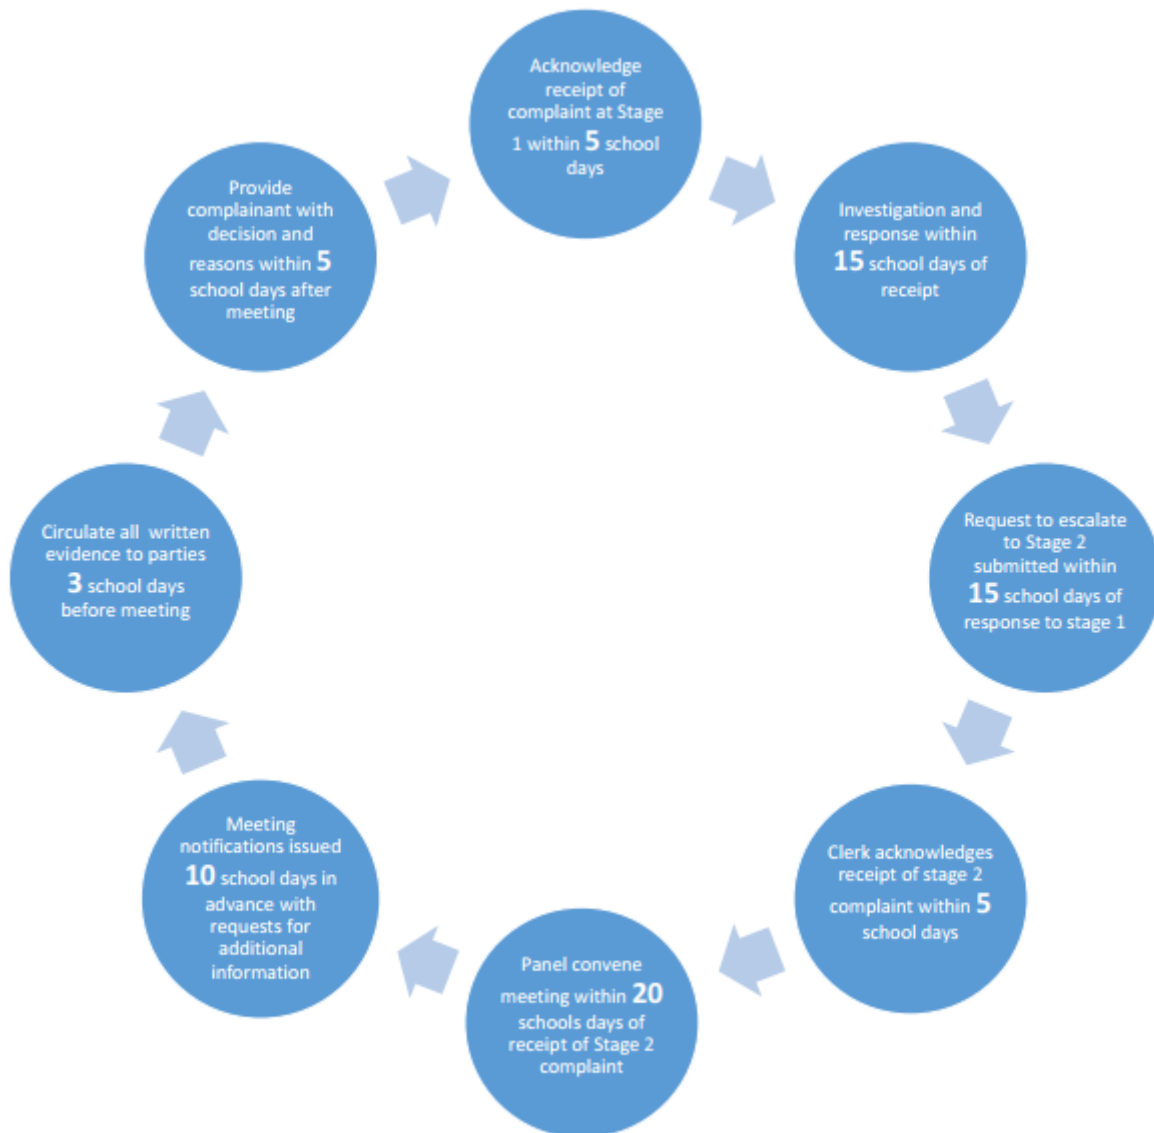 Acknowledge
receipt of
complaint at Stage
1 within 5 school
days
Investigation and
response within
15 school days of
receipt
Request to escalate
to Stage 2
submitted within
15 school days of
response to stage 1
Clerk acknowledges
receipt of stage 2
complaint within 5
school days
Panel convene
meeting within 20
schools days of
receipt of Stage 2
complaint
Meeting
notifications issued
10 school days in
advance with
requests for
additional
information
Circulate all written
evidence to parties
3 school days
before meeting
Provide
complainant with
decision and
reasons within 5
school days after
meeting